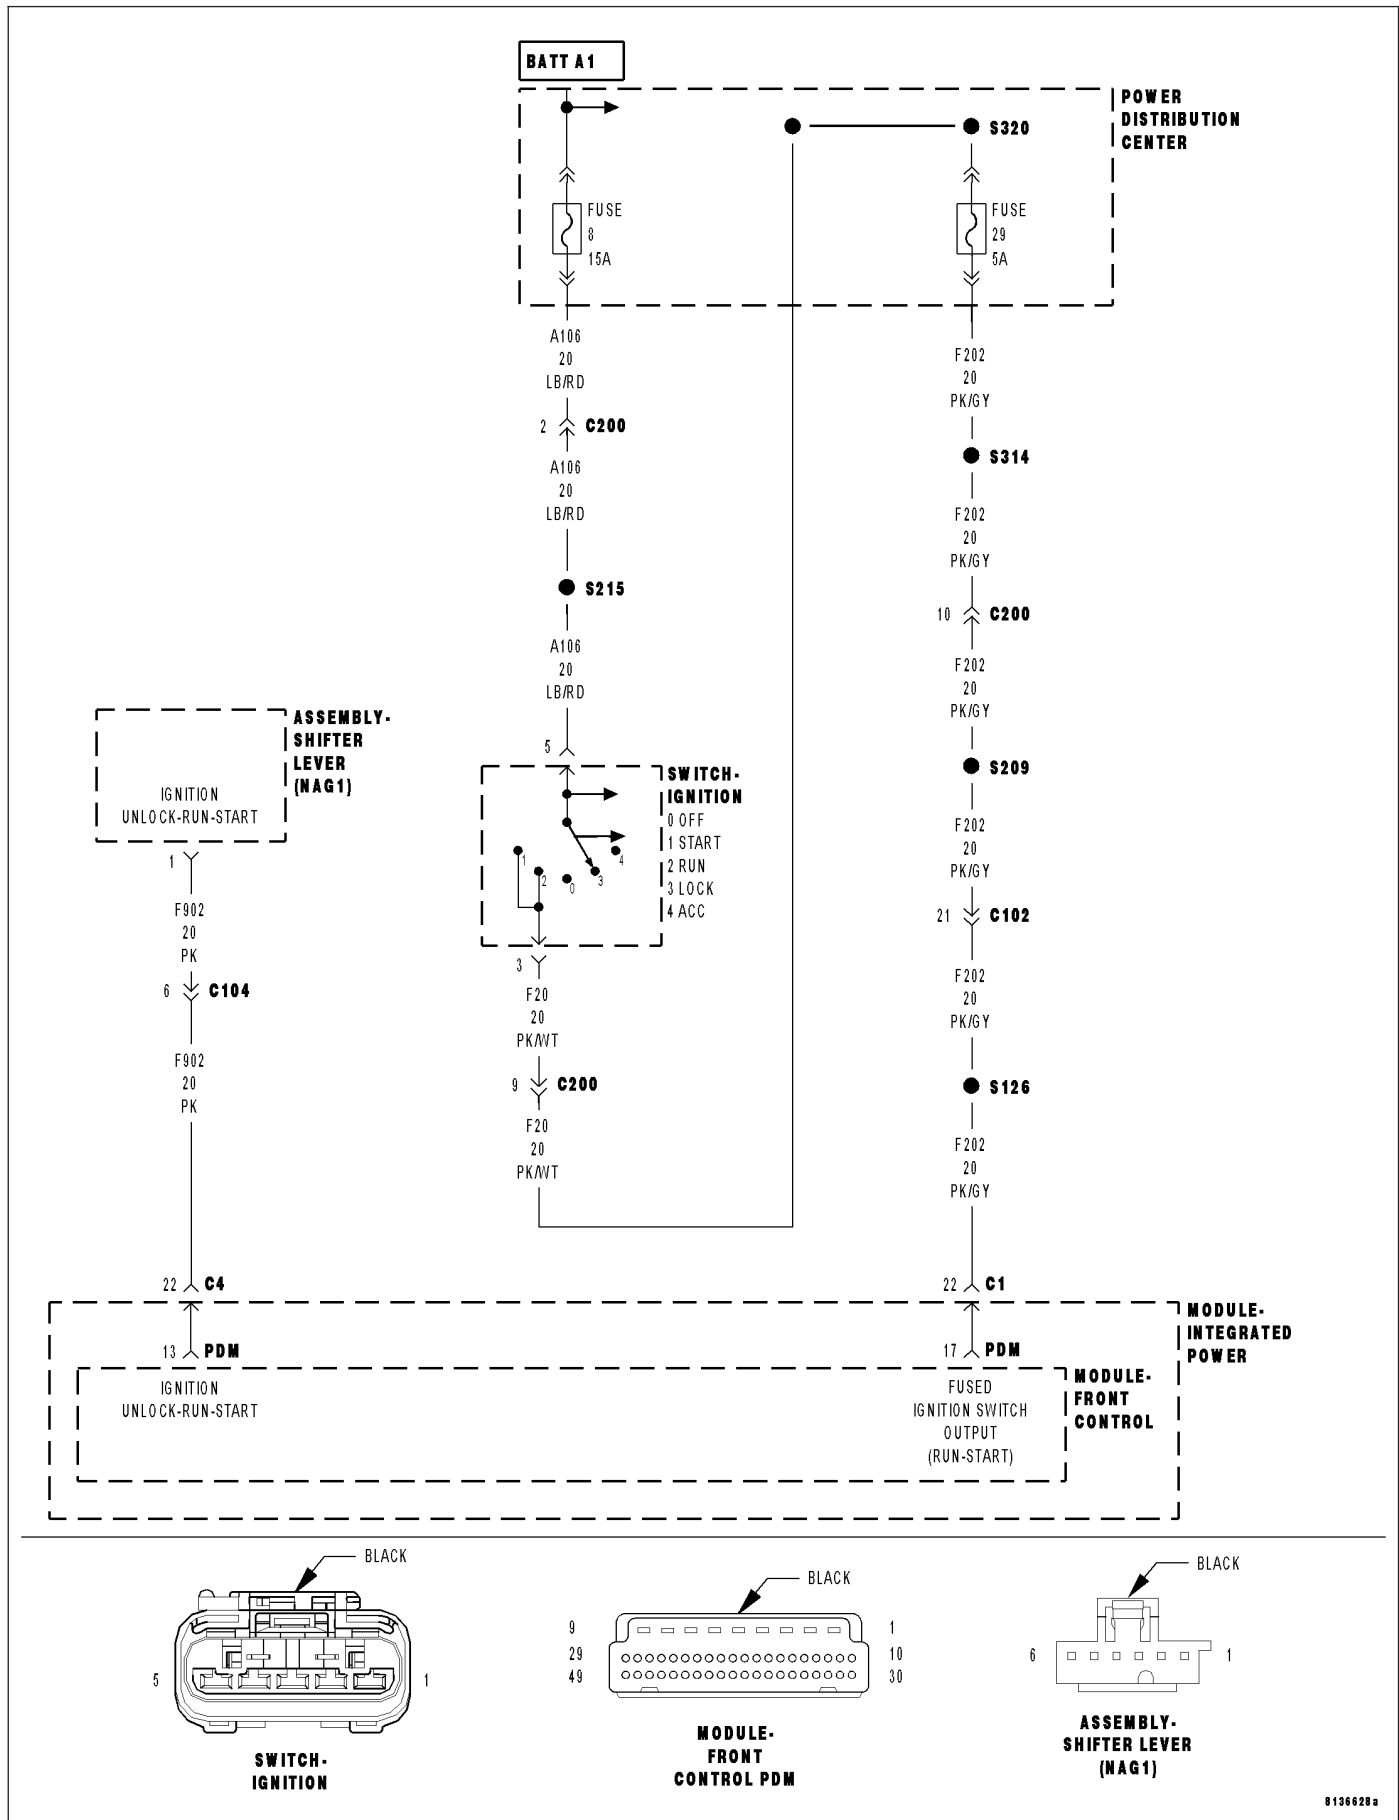 BATT A1
POWER
DISTRIBUTION
CENTER
S320
FUSE
8
15A
FUSE
29
5A
A106
20
LB/RD
2 C200
A106
20
LB/RD
S215
A106
20
LB/RD
5
F202
20
PK/GY
S314
F202
20
PK/GY
10 C200
F202
20
PK/GY
S209
F202
20
PK/GY
21 C102
F202
20
PK/GY
S126
F202
20
PK/GY
22 C1
ASSEMBLY-
SHIFTER
LEVER
(NAG1)
IGNITION
UNLOCK-RUN-START
1
F902
20
PK
6 C104
F902
20
PK
22 C4
SWITCH-
IGNITION
0 OFF
1 START
2 RUN
3 LOCK
4 ACC
1
2
0
3
4
3
F20
20
PK/WT
9 C200
F20
20
PK/WT
MODULE-
INTEGRATED
POWER
13 PDM
17 PDM
IGNITION
UNLOCK-RUN-START
FUSED
IGNITION SWITCH
OUTPUT
(RUN-START)
MODULE-
FRONT
CONTROL
BLACK
5 1
SWITCH-
IGNITION
BLACK
9 1
29 10
49 30
MODULE-
FRONT
CONTROL PDM
BLACK
6 1
ASSEMBLY-
SHIFTER LEVER
(NAG1)
8136628a